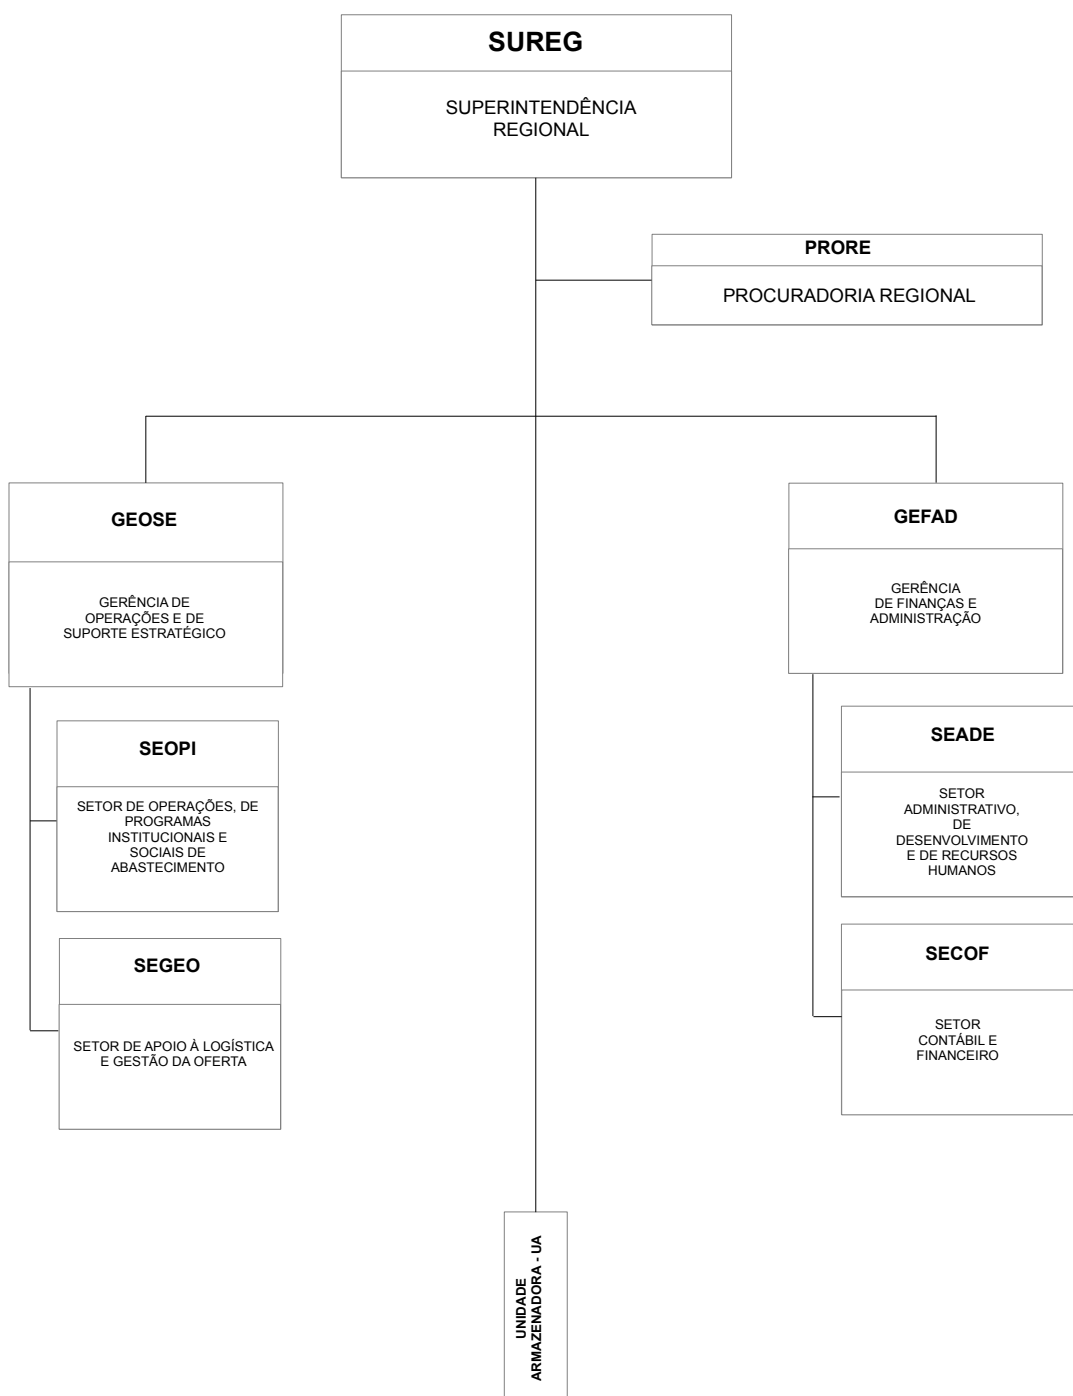 SUREG
SUPERINTENDÊNCIA
REGIONAL
PRORE
PROCURADORIA REGIONAL
GEOSE
GERÊNCIA DE
OPERAÇÕES E DE
SUPORTE ESTRATÉGICO
GEFAD
GERÊNCIA
DE FINANÇAS E
ADMINISTRAÇÃO
SEOPI
SETOR DE OPERAÇÕES, DE
PROGRAMAS
INSTITUCIONAIS E
SOCIAIS DE
ABASTECIMENTO
SEADE
SETOR
ADMINISTRATIVO,
DE
DESENVOLVIMENTO
E DE RECURSOS
HUMANOS
SEGEO
SETOR DE APOIO À LOGÍSTICA
E GESTÃO DA OFERTA
SECOF
SETOR
CONTÁBIL E
FINANCEIRO
UNIDADE
ARMAZENADORA - UA